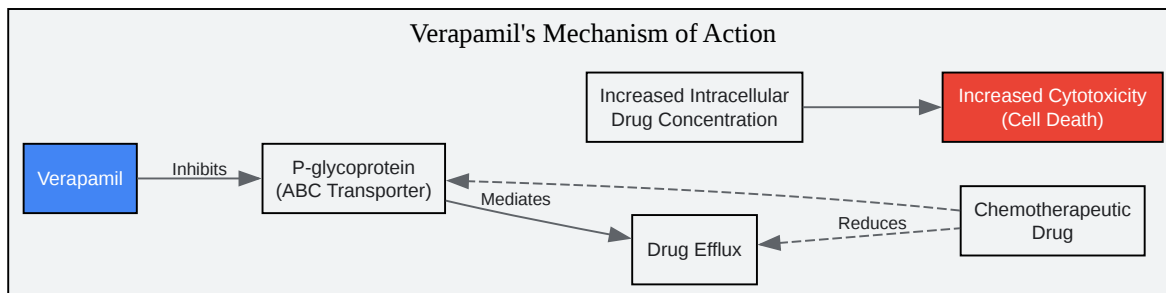 Verapamil's Mechanism of Action
Increased Intracellular
Drug Concentration
Increased Cytotoxicity
(Cell Death)
Verapamil
Inhibits
P-glycoprotein
(ABC Transporter)
Mediates
Drug Efflux
Reduces
Chemotherapeutic
Drug